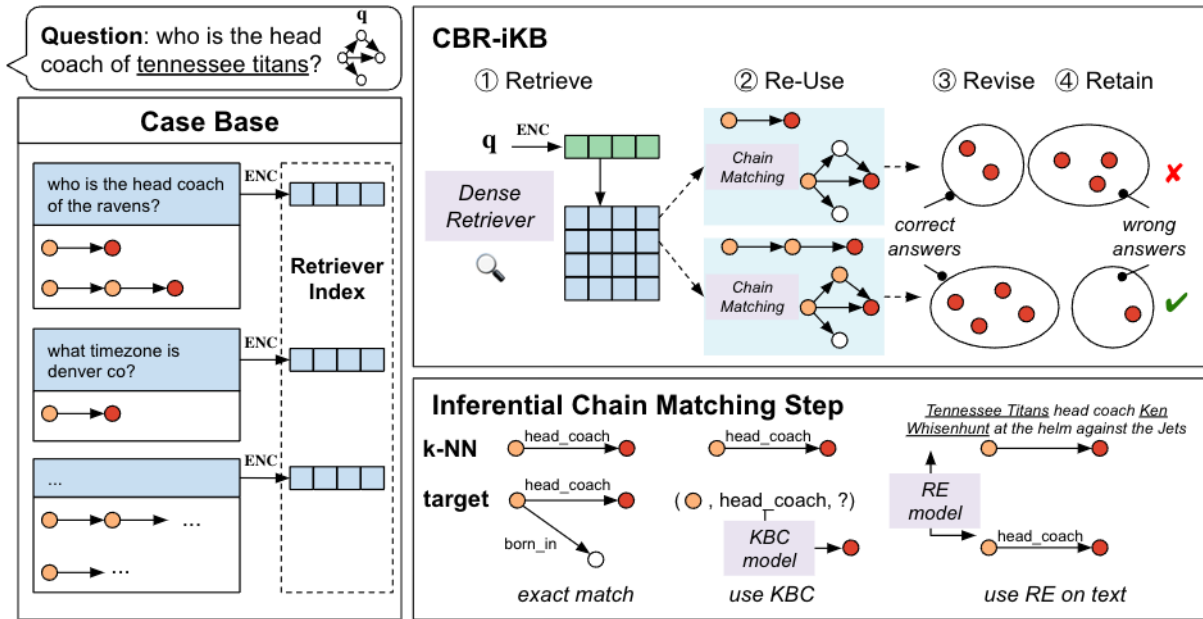 q
Question: who is the head
coach of tennessee titans?
Case Base
who is the head coach
of the ravens?
ENC
what timezone is
denver co?
ENC
...
ENC
...
...
Retriever
Index
CBR-iKB
① Retrieve
② Re-Use
③ Revise
④ Retain
q
ENC
Dense
Retriever
Chain
Matching
Chain
Matching
correct
answers
wrong
answers
Inferential Chain Matching Step
k-NN
head_coach
head_coach
Tennessee Titans head coach Ken
Whisenhunt at the helm against the Jets
target
head_coach
born_in
( , head_coach, ?)
KBC
model
RE
model
head_coach
exact match
use KBC
use RE on text